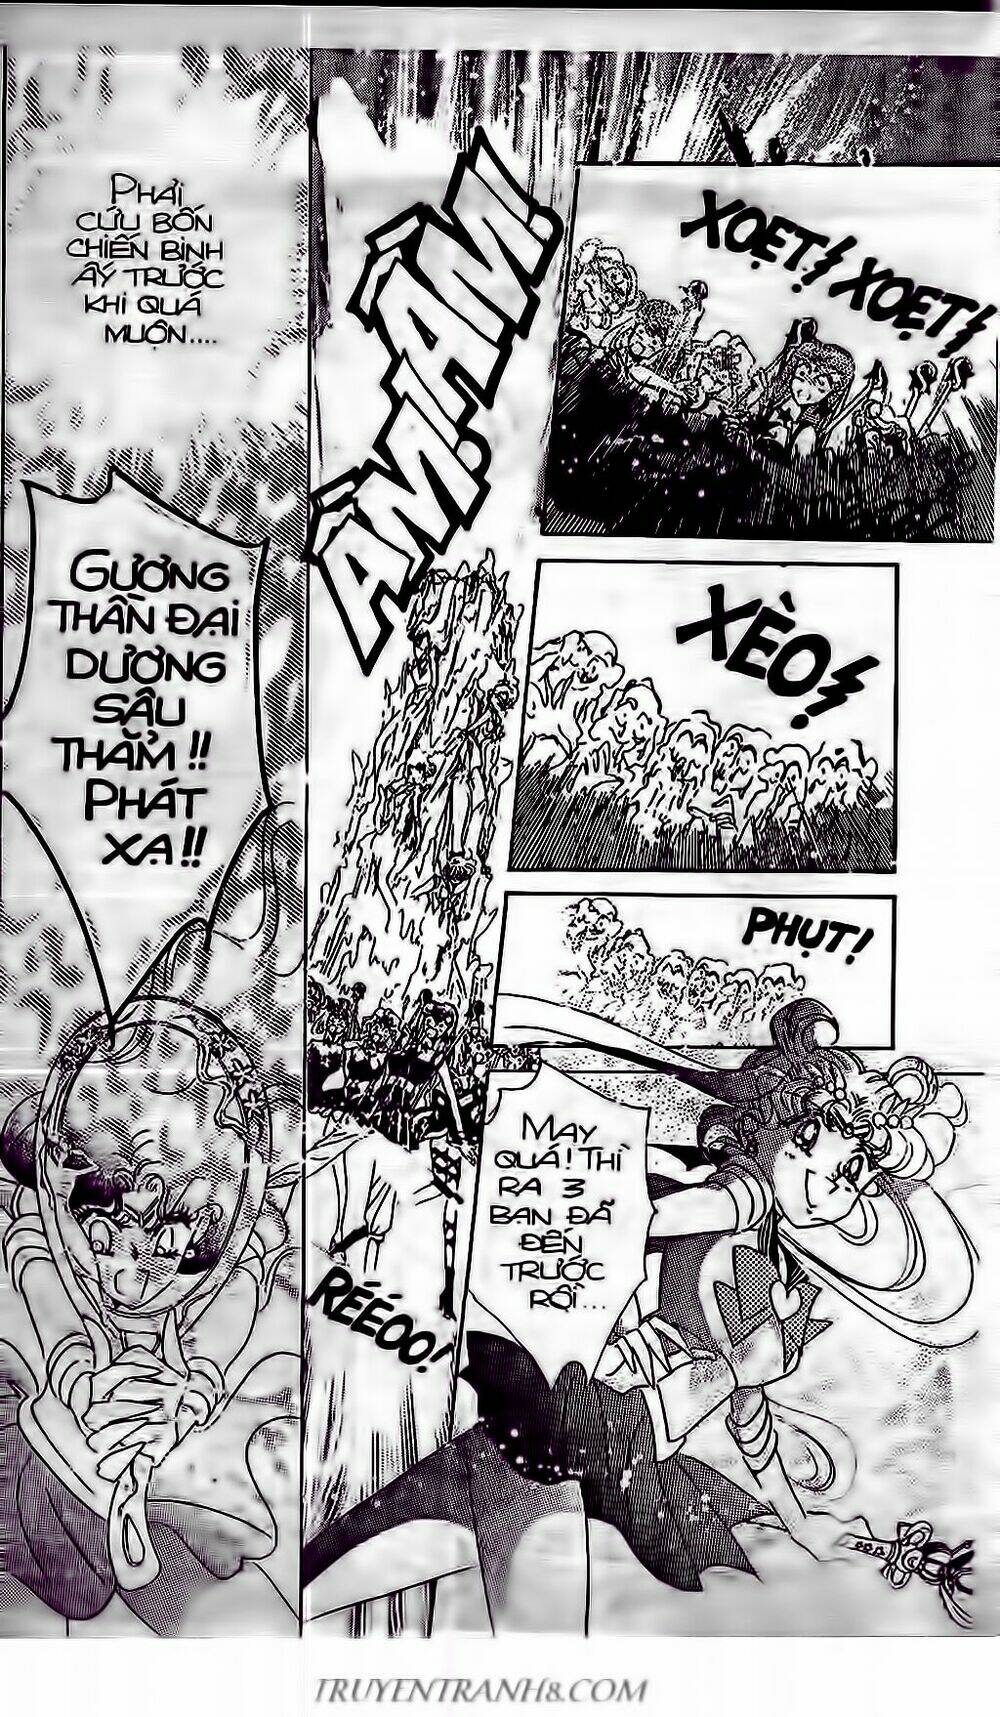 XOẸT! XOẸT!
XÈO!
PHỤT!
ẦM..ẦM!
MAY
QUÁ! THÌ
RA 3
BẠN ĐÃ
ĐẾN
TRƯỚC
RỒI...
RÉÉOO!
PHẢI
CỨU BỐN
CHIẾN BINH
ẤY TRƯỚC
KHI QUÁ
MUỘN....
GƯƠNG
THẦN ĐẠI
DƯƠNG
SÂU
THẲM!!
PHÁT
XẠ!!
TRUYENTRANH8.COM